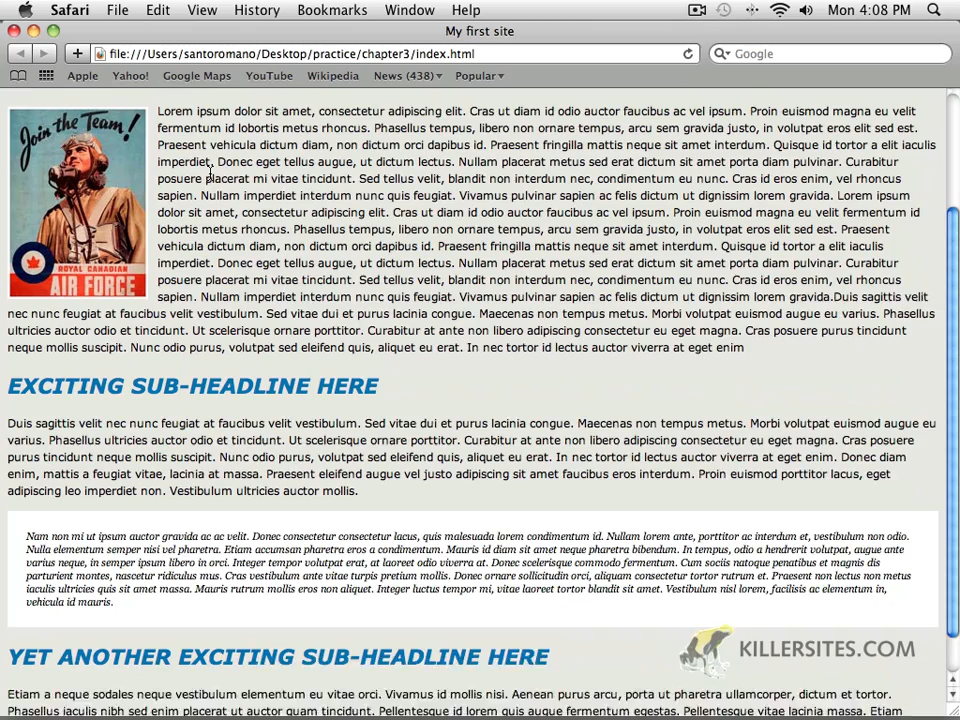 Safari File Edit View History Bookmarks Window Help Mon 4:08 PM
My first site
file:///Users/santoromano/Desktop/practice/chapter3/index.html Google
Apple Yahoo! Google Maps YouTube Wikipedia News (438) Popular
Join the Team!
ROYAL CANADIAN
AIR FORCE
Lorem ipsum dolor sit amet, consectetur adipiscing elit. Cras ut diam id odio auctor faucibus ac vel ipsum. Proin euismod magna eu velit
fermentum id lobortis metus rhoncus. Phasellus tempus, libero non ornare tempus, arcu sem gravida justo, in volutpat eros sed est.
Praesent vehicula dictum diam, non dictum orci dapibus id. Praesent fringilla mattis neque sit amet interdum. Quisque id tortor a elit iaculis
imperdiet. Donec eget tellus augue, ut dictum lectus. Nullam placerat metus sed erat dictum sit amet porta diam pulvinar. Curabitur
posuere placerat mi vitae tincidunt. Sed tellus velit, blandit non interdum nec, condimentum eu nunc. Cras id eros enim, vel rhoncus
sapien. Nullam imperdiet interdum nunc quis feugiat. Vivamus pulvinar sapien ac felis dictum ut dignissim lorem gravida. Lorem ipsum
dolor sit amet, consectetur adipiscing elit. Cras ut diam id odio auctor faucibus ac vel ipsum. Proin euismod magna eu velit fermentum id
lobortis metus rhoncus. Phasellus tempus, libero non ornare tempus, arcu sem gravida justo, in volutpat eros sed est. Praesent
vehicula dictum diam, non dictum orci dapibus id. Praesent fringilla mattis neque sit amet interdum. Quisque id tortor a elit iaculis
imperdiet. Donec eget tellus augue, ut dictum lectus. Nullam placerat metus sed erat dictum sit amet porta diam pulvinar. Curabitur
posuere placerat mi vitae tincidunt. Sed tellus velit, blandit non interdum nec, condimentum eu nunc. Cras id eros enim, vel rhoncus
sapien. Nullam imperdiet interdum nunc quis feugiat. Vivamus pulvinar sapien ac felis dictum ut dignissim lorem gravida.Duis sagittis velit
nec nunc feugiat at faucibus velit vestibulum. Sed vitae dui et purus lacinia congue. Maecenas non tempus metus. Morbi volutpat euismod eu varius. Phasellus
ultricies auctor odio et tincidunt. Ut scelerisque ornare porttitor. Curabitur at ante non libero adipiscing consectetur eu eget magna. Cras posuere purus tincidunt
neque mollis suscipit. Nunc odio purus, volutpat sed eleifend quis, aliquet eu erat. In nec tortor id lectus auctor viverra at eget enim
EXCITING SUB-HEADLINE HERE
Duis sagittis velit nec nunc feugiat at faucibus velit vestibulum. Sed vitae dui et purus lacinia congue. Maecenas non tempus metus. Morbi volutpat euismod eu
varius. Phasellus ultricies auctor odio et tincidunt. Ut scelerisque ornare porttitor. Curabitur at ante non libero adipiscing consectetur eu eget magna. Cras posuere
purus tincidunt neque mollis suscipit. Nunc odio purus, volutpat sed eleifend quis, aliquet eu erat. In nec tortor id lectus auctor viverra at eget enim. Donec diam
enim, mattis a feugiat vitae, lacinia at massa. Praesent eleifend augue vel justo adipiscing sit amet faucibus eros interdum. Proin euismod porttitor lacus, eget
adipiscing leo imperdiet non. Vestibulum ultricies auctor mollis.
Nam non mi ut ipsum auctor gravida ac ac velit. Donec consectetur consectetur lacus, quis malesuada lorem condimentum id. Nullam lorem ante, porttitor ac interdum et, vestibulum non odio.
Nulla elementum semper nisi vel pharetra. Etiam accumsan pharetra eros a condimentum. Mauris id diam sit amet neque pharetra bibendum. In tempus, odio a hendrerit volutpat, augue ante
varius neque, in semper ipsum libero in orci. Integer tempor volutpat erat, at laoreet odio viverra at. Donec scelerisque commodo fermentum. Cum sociis natoque penatibus et magnis dis
parturient montes, nascetur ridiculus mus. Cras vestibulum ante vitae turpis pretium mollis. Donec ornare sollicitudin orci, aliquam consectetur tortor rutrum et. Praesent non lectus non metus
iaculis ultricies quis sit amet massa. Mauris rutrum mollis eros non aliquet. Integer luctus tempor mi, vitae lacinia tortor blandit sit amet. Vestibulum nisl lorem, facilisis ac elementum in,
vehicula id mauris.
KILLERSITES.COM
YET ANOTHER EXCITING SUB-HEADLINE HERE
Etiam a neque sodales neque vestibulum elementum eu vitae orci. Vivamus id mollis nisi. Aenean purus arcu, porta ut pharetra ullamcorper, dictum et tortor.
Phasellus iaculis nibh sed enim feugiat fermentum. Pellentesque id lorem quis augue fermentum egestas. Phasellus vitae massa massa. Etiam